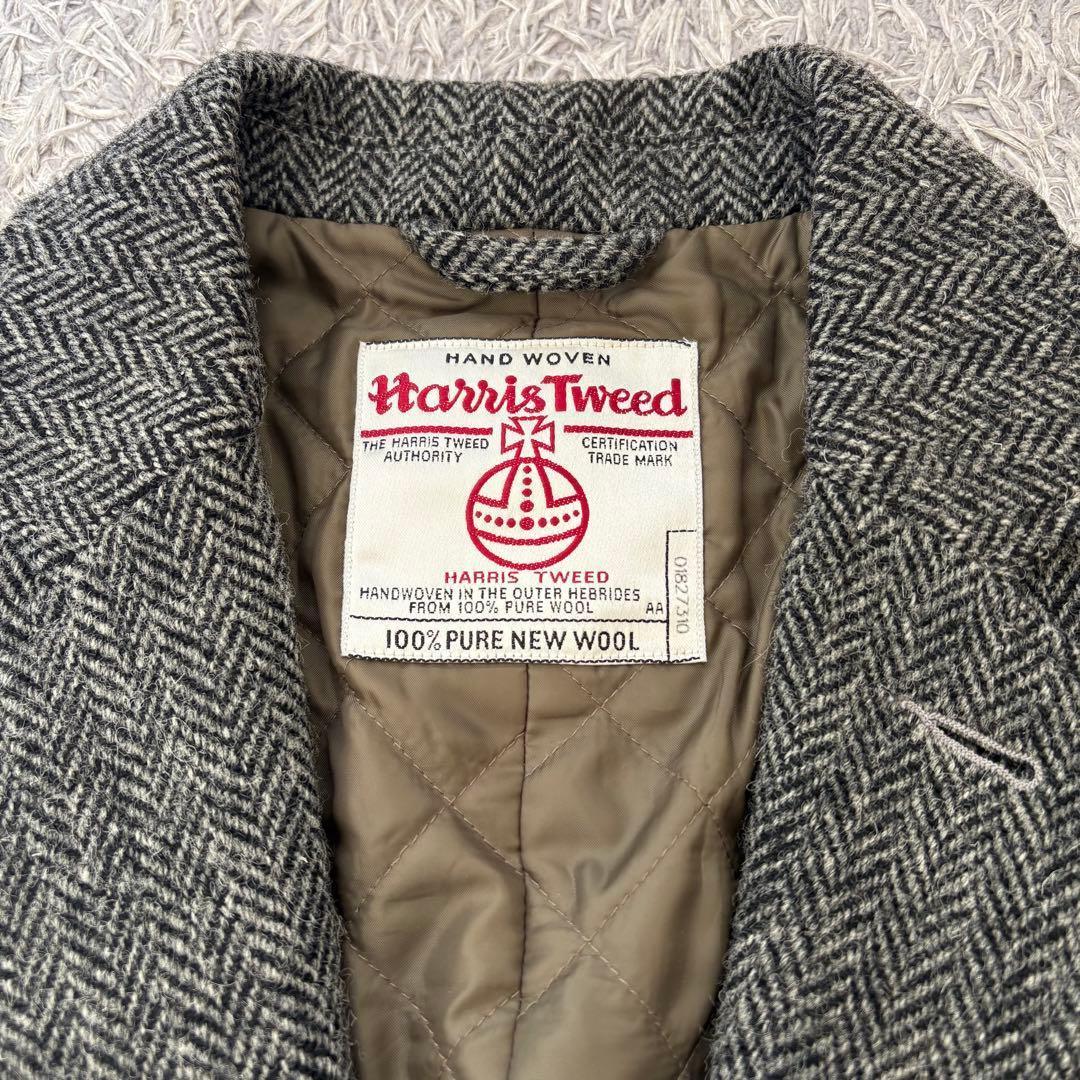 HAND WOVEN
Harris Tweed
THE HARRIS TWEED CERTIFICATION
AUTHORITY TRADE MARK
HARRIS TWEED
HANDWOVEN IN THE OUTER HEBRIDES
FROM 100% PURE WOOL AA
01827310
100% PURE NEW WOOL